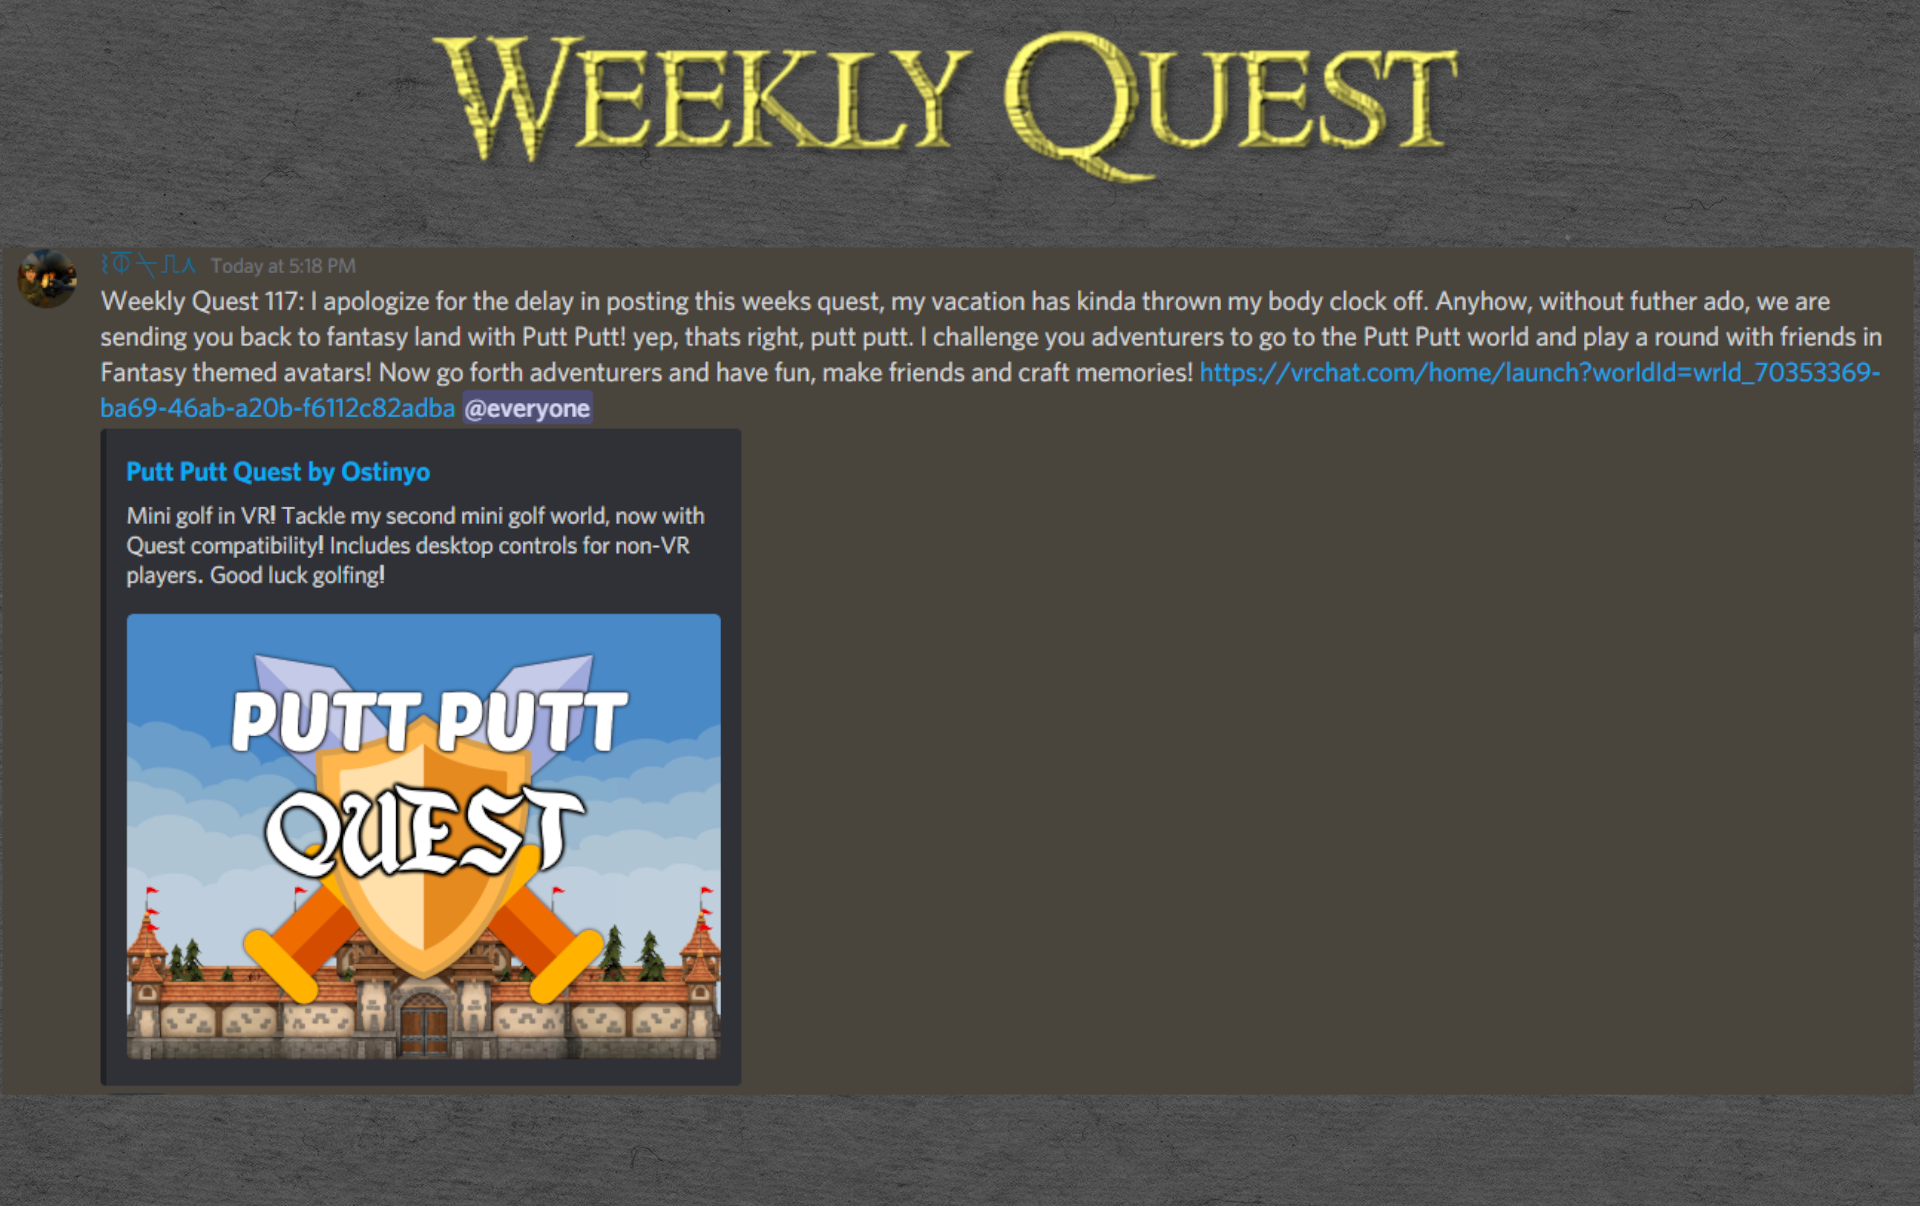 WEEKLY QUEST
Today at 5:18 PM
Weekly Quest 117: I apologize for the delay in posting this weeks quest, my vacation has kinda thrown my body clock off. Anyhow, without futher ado, we are
sending you back to fantasy land with Putt Putt! yep, thats right, putt putt. I challenge you adventurers to go to the Putt Putt world and play a round with friends in
Fantasy themed avatars! Now go forth adventurers and have fun, make friends and craft memories! https://vrchat.com/home/launch?worldId=wrld_70353369-
ba69-46ab-a20b-f6112c82adba @everyone
Putt Putt Quest by Ostinyo
Mini golf in VR! Tackle my second mini golf world, now with
Quest compatibility! Includes desktop controls for non-VR
players. Good luck golfing!
PUTT PUTT
QUEST